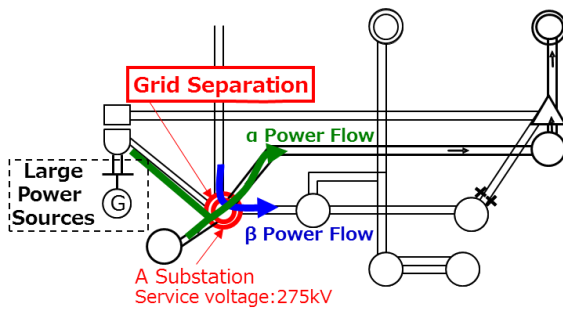 Grid Separation
α Power Flow
Large
Power
Sources
G
β Power Flow
A Substation
Service voltage:275kV